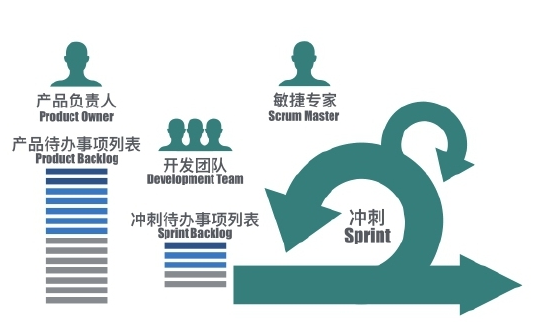 产品负责人
Product Owner
产品待办事项列表
Product Backlog
开发团队
Development Team
冲刺待办事项列表
Sprint Backlog
敏捷专家
Scrum Master
冲刺
Sprint